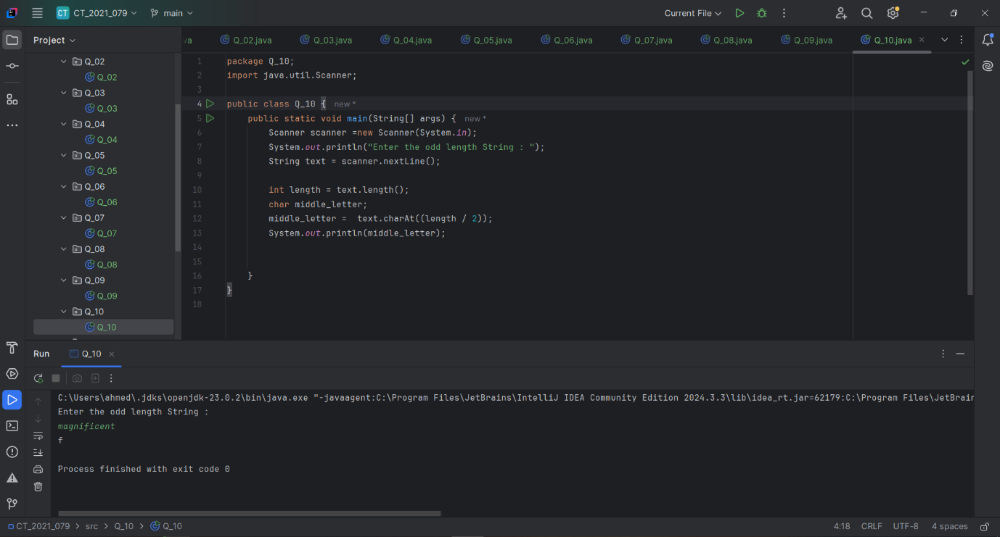 CT CT_2021_079 main Current File
Project
va Q_02.java Q_03.java Q_04.java Q_05.java Q_06.java Q_07.java Q_08.java Q_09.java Q_10.java
Q_02
Q_02
Q_03
Q_03
Q_04
Q_04
Q_05
Q_05
Q_06
Q_06
Q_07
Q_07
Q_08
Q_08
Q_09
Q_09
Q_10
Q_10
1 package Q_10;
2 import java.util.Scanner;
3
4 public class Q_10 { new *
5 public static void main(String[] args) { new *
6 Scanner scanner =new Scanner(System.in);
7 System.out.println("Enter the odd length String : ");
8 String text = scanner.nextLine();
9
10 int length = text.length();
11 char middle_letter;
12 middle_letter = text.charAt((length / 2));
13 System.out.println(middle_letter);
14
15
16 }
17 }
18
Run Q_10
C:\Users\ahmed\.jdks\openjdk-23.0.2\bin\java.exe "-javaagent:C:\Program Files\JetBrains\IntelliJ IDEA Community Edition 2024.3.3\lib\idea_rt.jar=62179:C:\Program Files\JetBrain
Enter the odd length String :
magnificent
f
Process finished with exit code 0
CT_2021_079 > src > Q_10 > Q_10 4:18 CRLF UTF-8 4 spaces